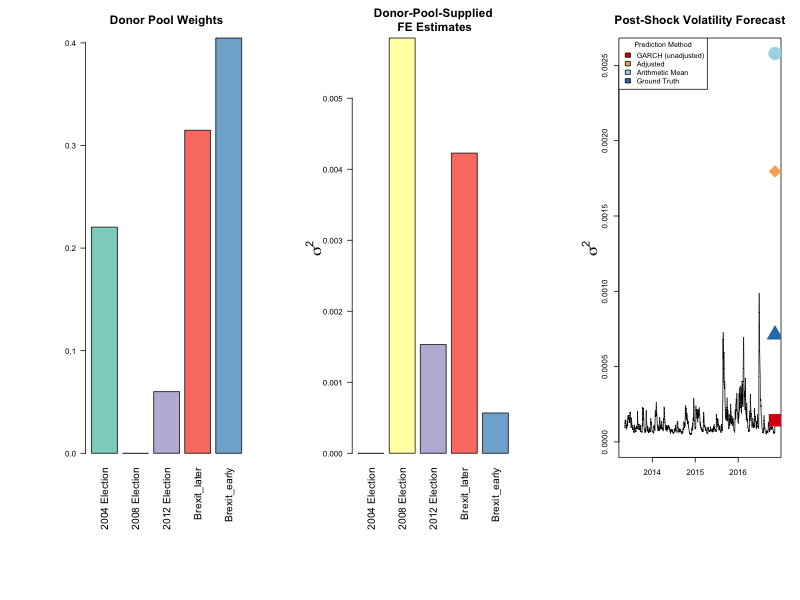 Donor Pool Weights
0.4
0.3
0.2
0.1
0.0
2004 Election
2008 Election
2012 Election
Brexit_later
Brexit_early
Donor-Pool-Supplied
FE Estimates
σ2
0.005
0.004
0.003
0.002
0.001
0.000
2004 Election
2008 Election
2012 Election
Brexit_later
Brexit_early
Post-Shock Volatility Forecast
σ2
0.0025
0.0020
0.0015
0.0010
0.0005
0.0000
Prediction Method
GARCH (unadjusted)
Adjusted
Arithmetic Mean
Ground Truth
2014
2015
2016